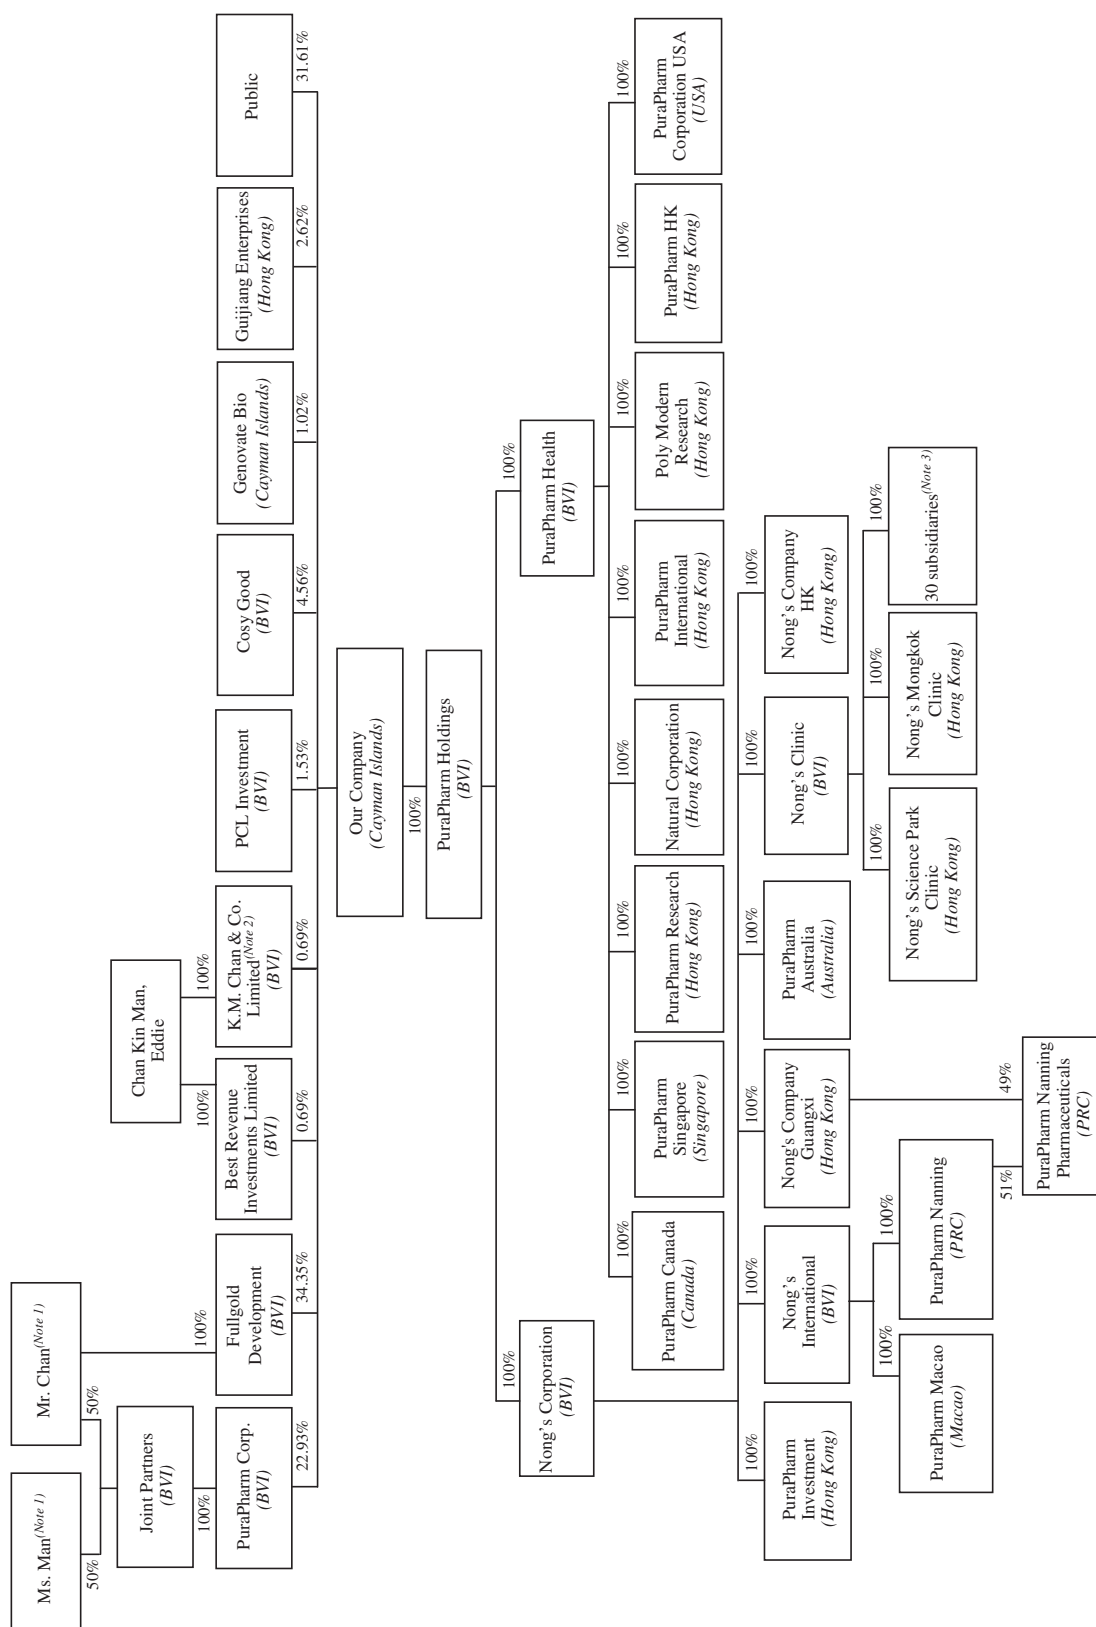 Ms. Man(Note 1)
Mr. Chan(Note 1)
50%
50%
Joint Partners
(BVI)
100%
100%
Chan Kin Man,
Eddie
100%
100%
PuraPharm Corp.
(BVI)
Fullgold
Development
(BVI)
Best Revenue
Investments Limited
(BVI)
K.M. Chan & Co.
Limited(Note 2)
(BVI)
PCL Investment
(BVI)
Cosy Good
(BVI)
Genovate Bio
(Cayman Islands)
Guijiang Enterprises
(Hong Kong)
Public
22.93%
34.35%
0.69%
0.69%
1.53%
4.56%
1.02%
2.62%
31.61%
Our Company
(Cayman Islands)
100%
PuraPharm Holdings
(BVI)
100%
100%
Nong's Corporation
(BVI)
PuraPharm Health
(BVI)
100%
100%
100%
100%
100%
100%
100%
100%
PuraPharm Canada
(Canada)
PuraPharm
Singapore
(Singapore)
PuraPharm Research
(Hong Kong)
Natural Corporation
(Hong Kong)
PuraPharm
International
(Hong Kong)
Poly Modern
Research
(Hong Kong)
PuraPharm HK
(Hong Kong)
PuraPharm
Corporation USA
(USA)
100%
100%
100%
100%
100%
100%
PuraPharm
Investment
(Hong Kong)
Nong's
International
(BVI)
Nong's Company
Guangxi
(Hong Kong)
PuraPharm
Australia
(Australia)
Nong's Clinic
(BVI)
Nong's Company
HK
(Hong Kong)
100%
100%
100%
100%
100%
PuraPharm Macao
(Macao)
PuraPharm Nanning
(PRC)
Nong's Science Park
Clinic
(Hong Kong)
Nong's Mongkok
Clinic
(Hong Kong)
30 subsidiaries(Note 3)
51%
49%
PuraPharm Nanning
Pharmaceuticals
(PRC)